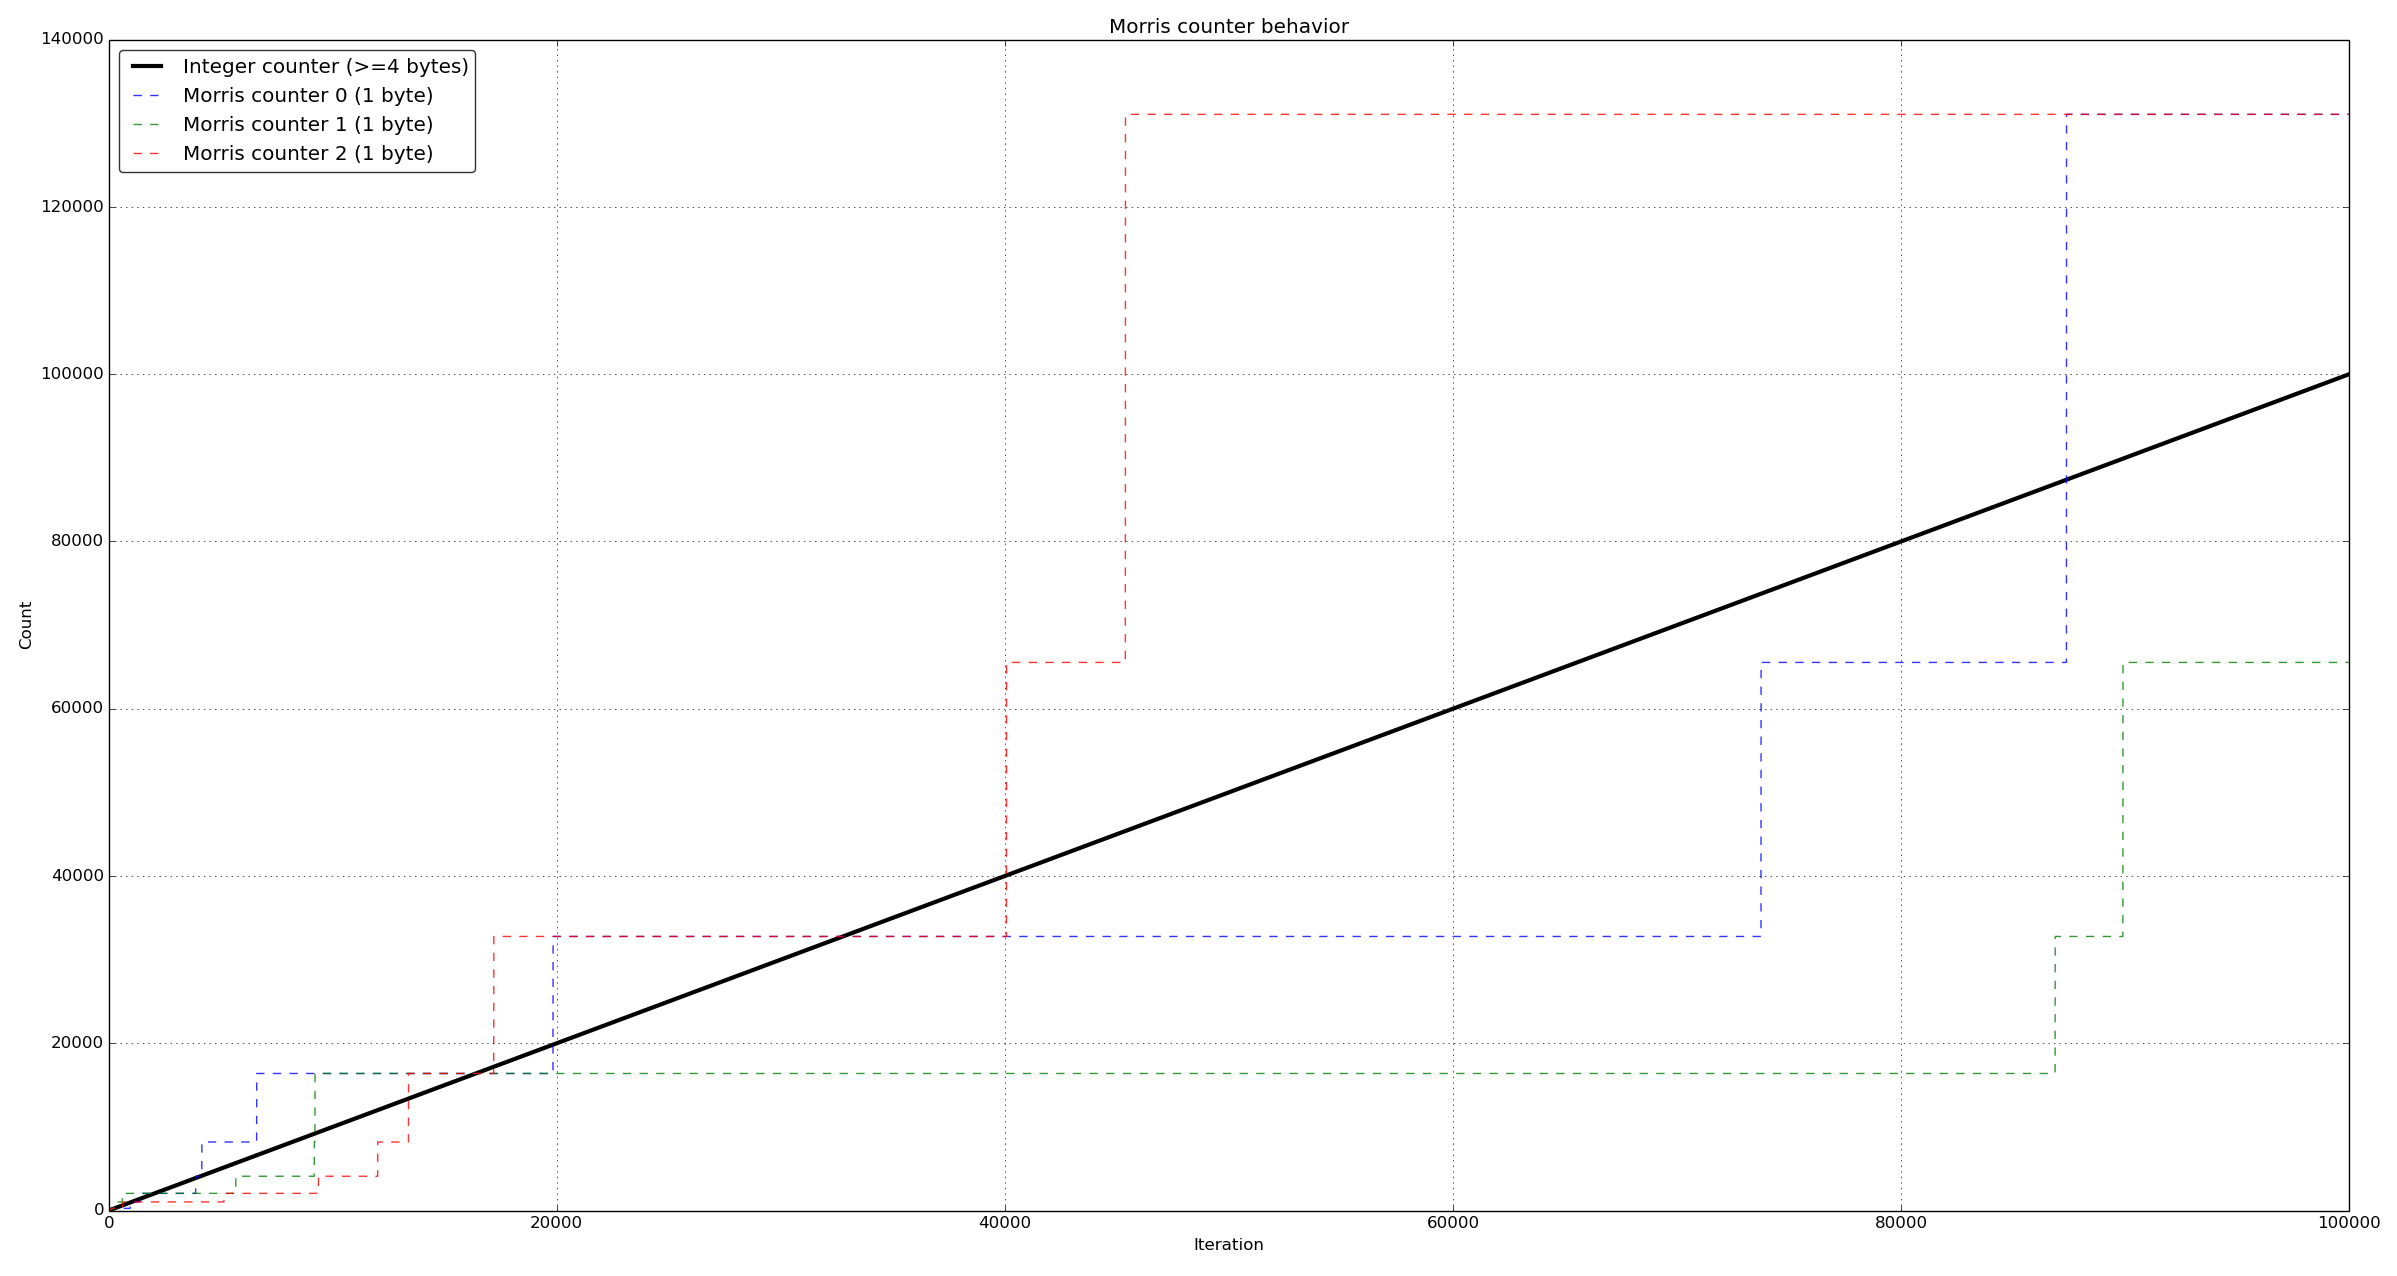 Morris counter behavior
140000
120000
100000
80000
60000
40000
20000
0
Integer counter (>=4 bytes)
Morris counter 0 (1 byte)
Morris counter 1 (1 byte)
Morris counter 2 (1 byte)
Count
0 20000 40000 60000 80000 100000
Iteration